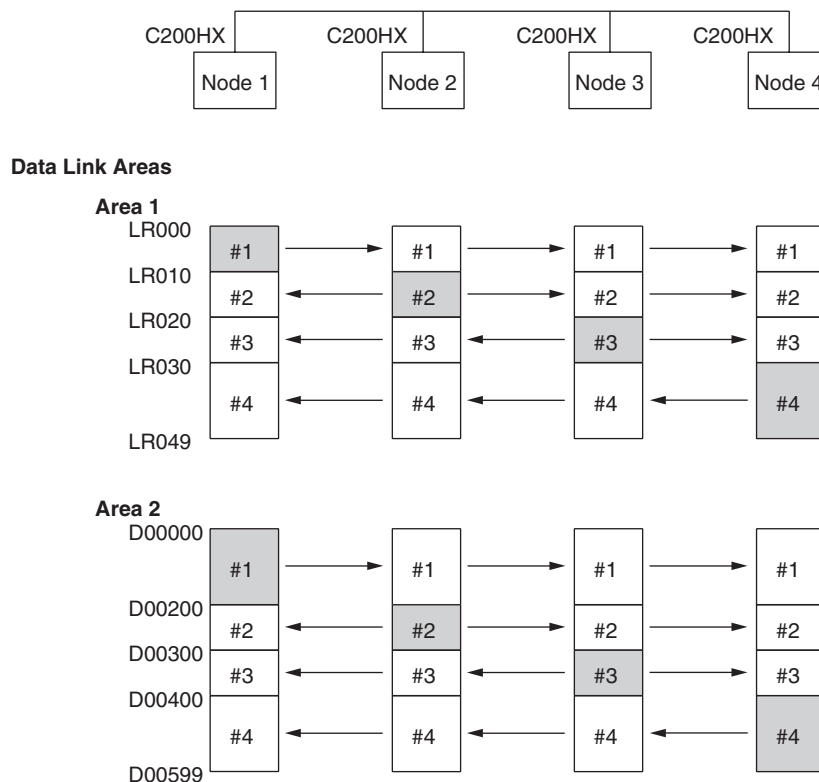 C200HX C200HX C200HX C200HX
Node 1 Node 2 Node 3 Node 4
Data Link Areas
Area 1
LR000
#1 #1 #1 #1
LR010
#2 #2 #2 #2
LR020
#3 #3 #3 #3
LR030
#4 #4 #4 #4
LR049
Area 2
D00000
#1 #1 #1 #1
D00200
#2 #2 #2 #2
D00300
#3 #3 #3 #3
D00400
#4 #4 #4 #4
D00599